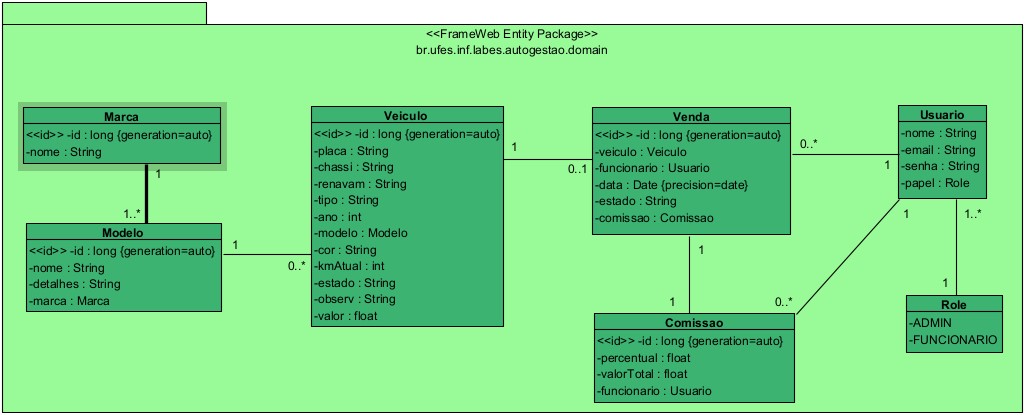 <<FrameWeb Entity Package>>
br.ufes.inf.labes.autogestao.domain
Marca
<<id>> -id : long {generation=auto}
-nome : String
1
1..*
Modelo
<<id>> -id : long {generation=auto}
-nome : String
-detalhes : String
-marca : Marca
1
0..*
Veiculo
<<id>> -id : long {generation=auto}
-placa : String
-chassi : String
-renavam : String
-tipo : String
-ano : int
-modelo : Modelo
-cor : String
-kmAtual : int
-estado : String
-observ : String
-valor : float
1
0..1
Venda
<<id>> -id : long {generation=auto}
-veiculo : Veiculo
-funcionario : Usuario
-data : Date {precision=date}
-estado : String
-comissao : Comissao
0..*
1
1
1
Usuario
-nome : String
-email : String
-senha : String
-papel : Role
1
0..*
1..*
1
Comissao
<<id>> -id : long {generation=auto}
-percentual : float
-valorTotal : float
-funcionario : Usuario
Role
-ADMIN
-FUNCIONARIO